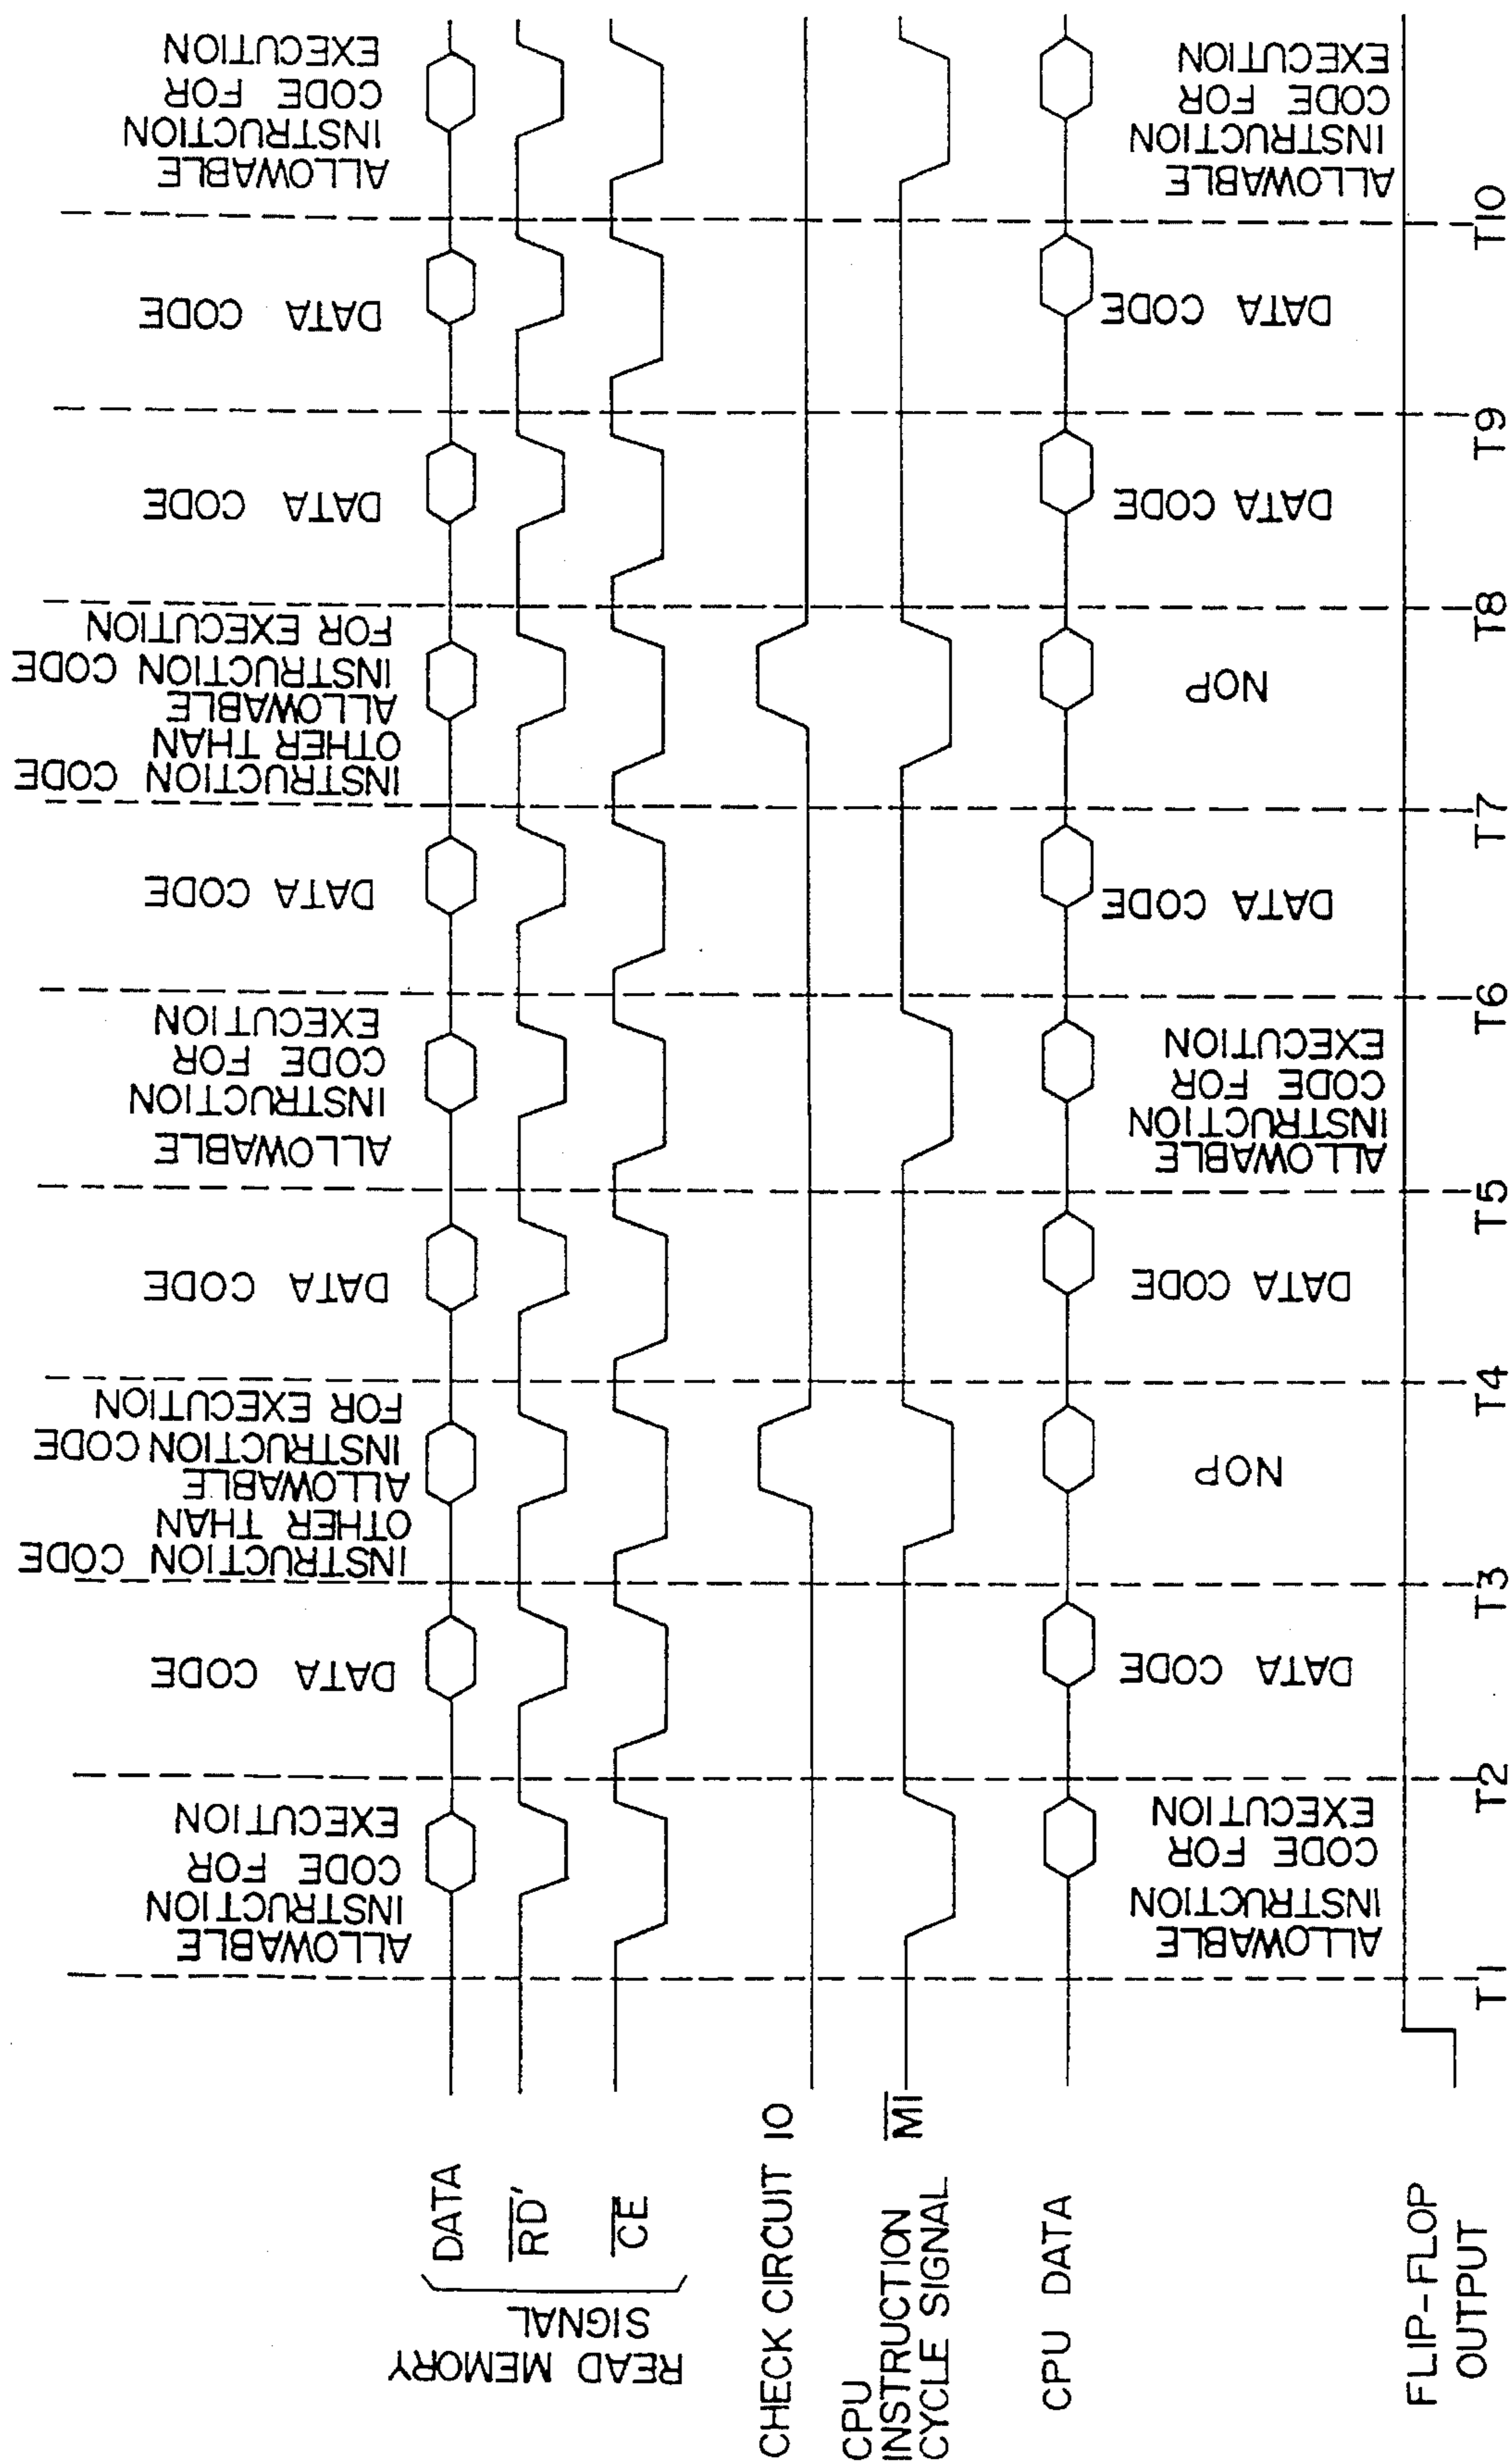 READ MEMORY
SIGNAL
DATA
RD'
CE
CHECK CIRCUIT 10
CPU
INSTRUCTION
CYCLE SIGNAL
M1
CPU DATA
FLIP-FLOP
OUTPUT
ALLOWABLE
INSTRUCTION
CODE FOR
EXECUTION
DATA CODE
INSTRUCTION CODE
OTHER THAN
ALLOWABLE
INSTRUCTION CODE
FOR EXECUTION
DATA CODE
ALLOWABLE
INSTRUCTION
CODE FOR
EXECUTION
DATA CODE
INSTRUCTION CODE
OTHER THAN
ALLOWABLE
INSTRUCTION CODE
FOR EXECUTION
DATA CODE
DATA CODE
ALLOWABLE
INSTRUCTION
CODE FOR
EXECUTION
ALLOWABLE
INSTRUCTION
CODE FOR
EXECUTION
DATA CODE
NOP
DATA CODE
ALLOWABLE
INSTRUCTION
CODE FOR
EXECUTION
DATA CODE
NOP
DATA CODE
DATA CODE
ALLOWABLE
INSTRUCTION
CODE FOR
EXECUTION
T1 T2 T3 T4 T5 T6 T7 T8 T9 T10